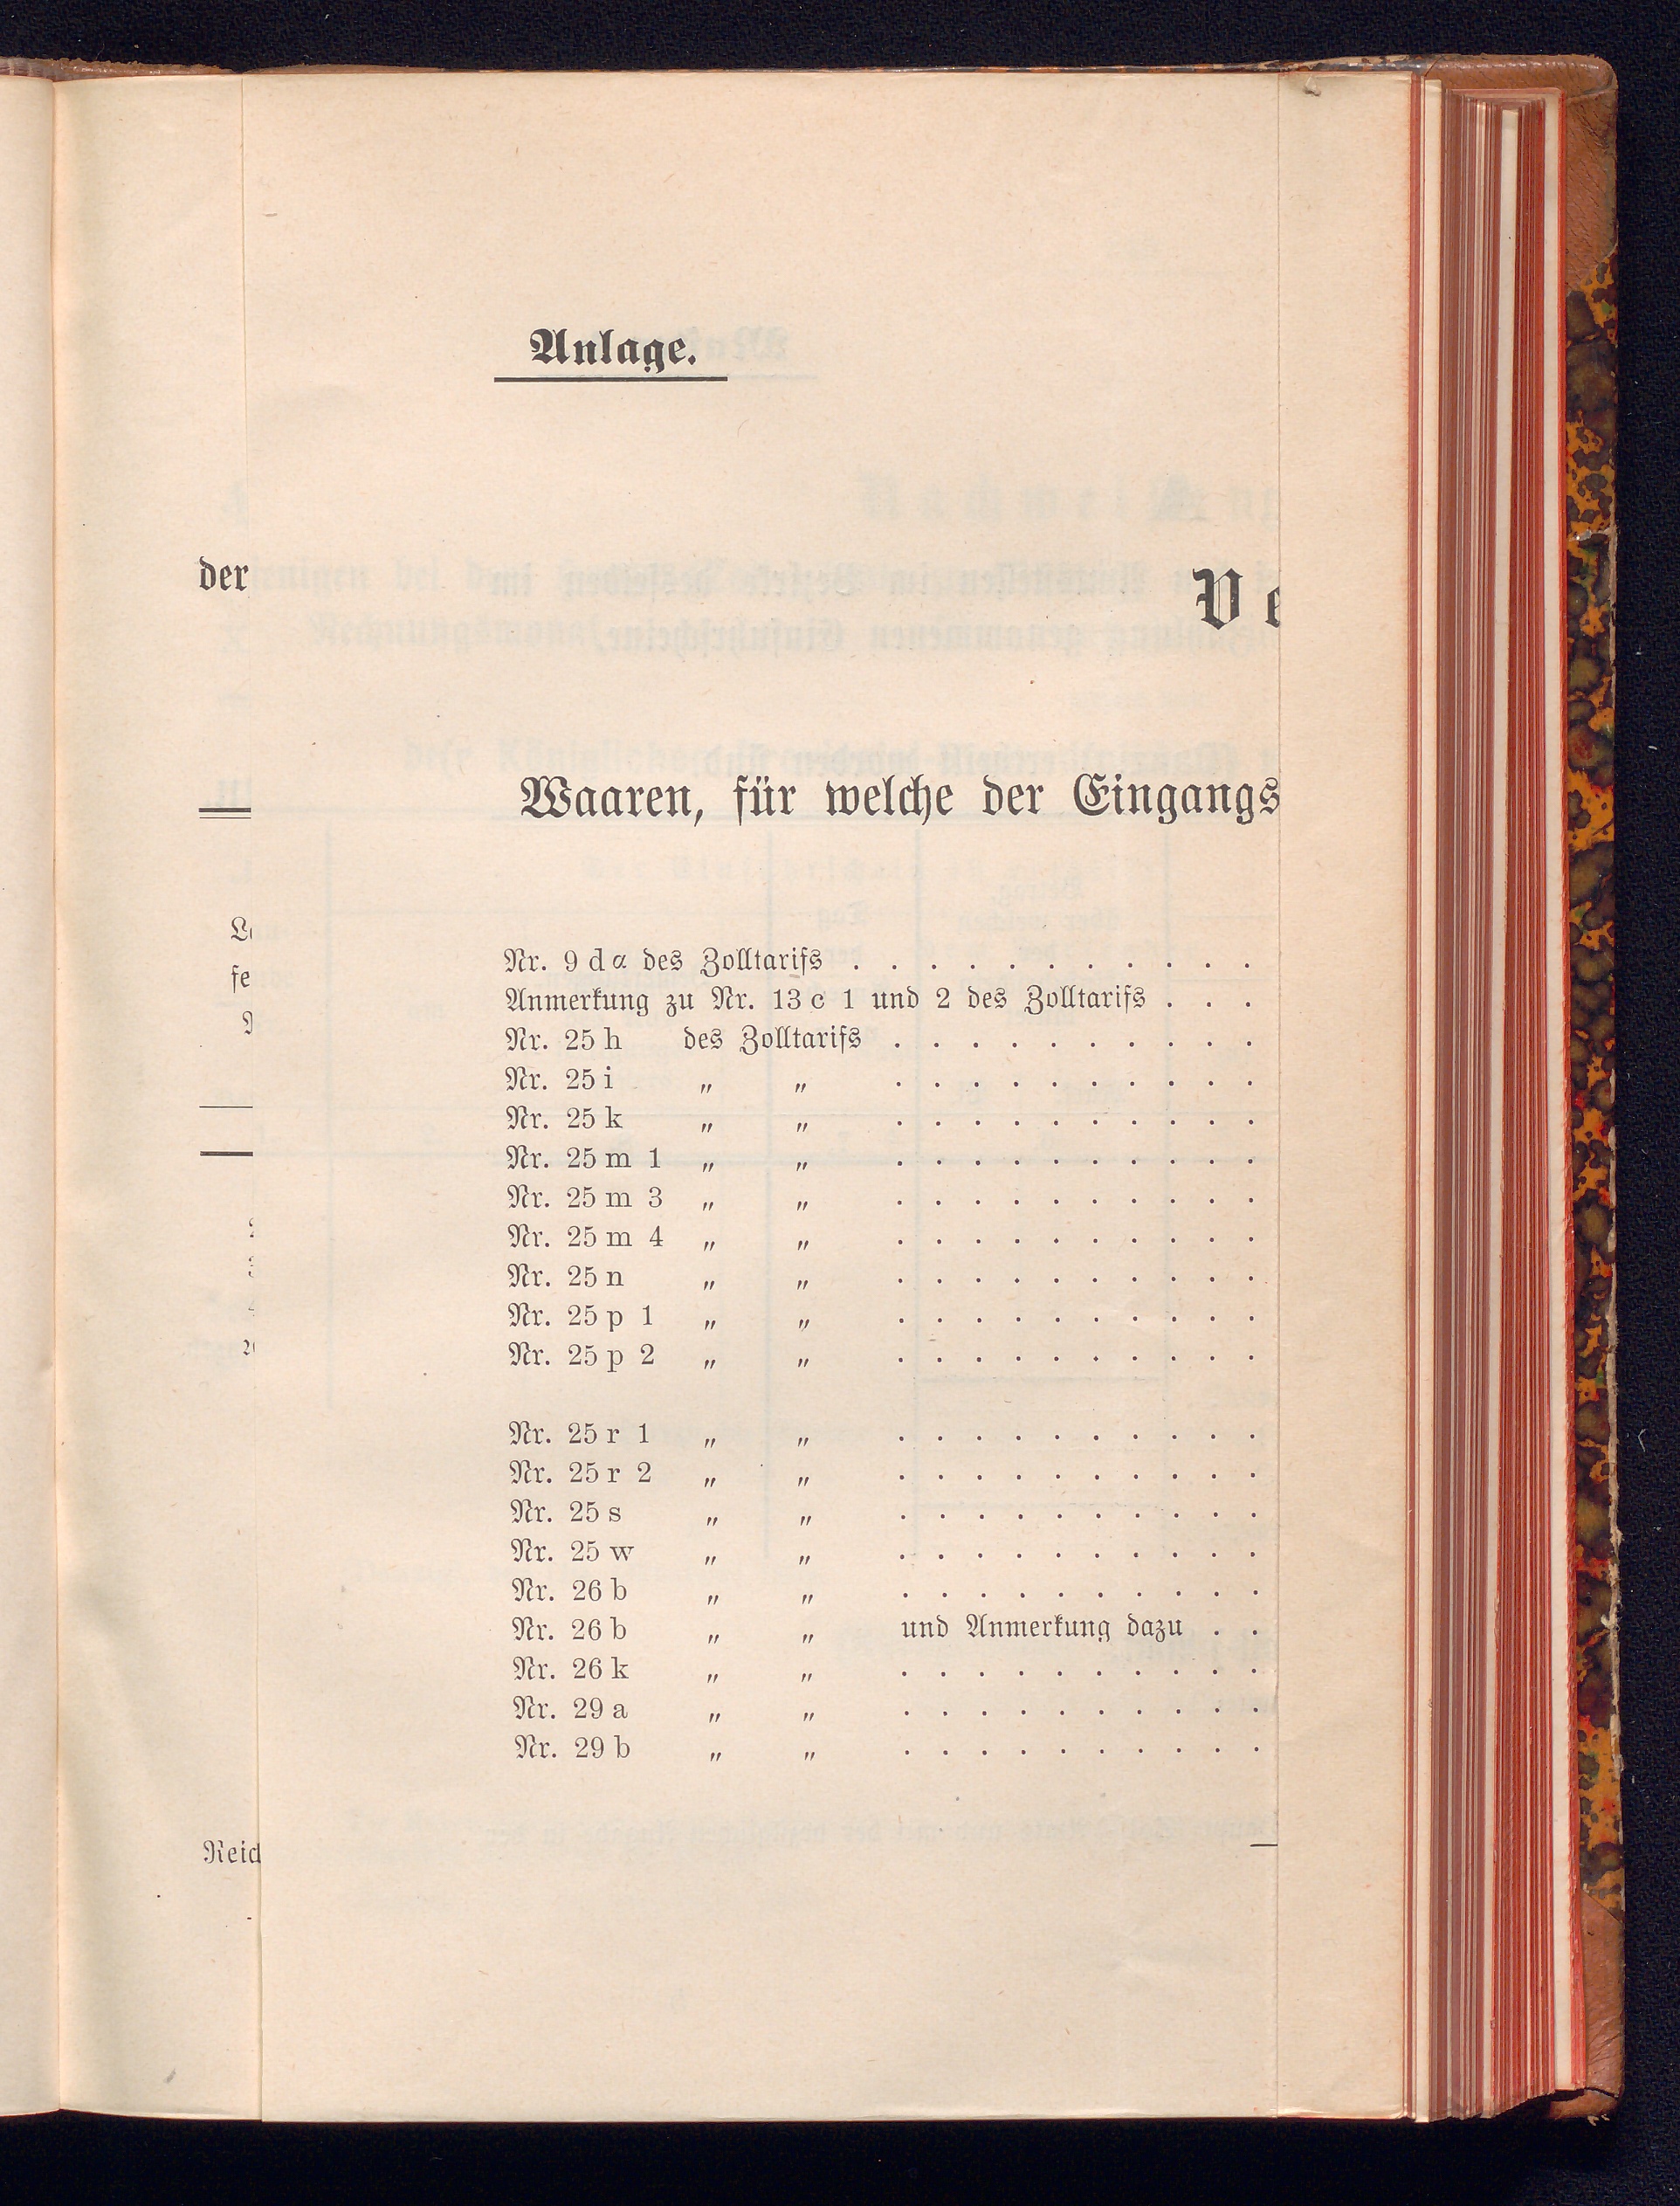 Anlage.
der
Ve
Waaren, für welche der Eingangs
Nr. 9 d α des Zolltarifs . . . . . . . . . . .
Anmerkung zu Nr. 13 c 1 und 2 des Zolltarifs . . .
Nr. 25 h des Zolltarifs . . . . . . . . . .
Nr. 25 i „ „ . . . . . . . . . .
Nr. 25 k „ „ . . . . . . . . . .
Nr. 25 m 1 „ „ . . . . . . . . . .
Nr. 25 m 3 „ „ . . . . . . . . . .
Nr. 25 m 4 „ „ . . . . . . . . . .
Nr. 25 n „ „ . . . . . . . . . .
Nr. 25 p 1 „ „ . . . . . . . . . .
Nr. 25 p 2 „ „ . . . . . . . . . .
Nr. 25 r 1 „ „ . . . . . . . . . .
Nr. 25 r 2 „ „ . . . . . . . . . .
Nr. 25 s „ „ . . . . . . . . . .
Nr. 25 w „ „ . . . . . . . . . .
Nr. 26 b „ „ . . . . . . . . . .
Nr. 26 b „ „ und Anmerkung dazu . .
Nr. 26 k „ „ . . . . . . . . . .
Nr. 29 a „ „ . . . . . . . . . .
Nr. 29 b „ „ . . . . . . . . . .
fe
Reic